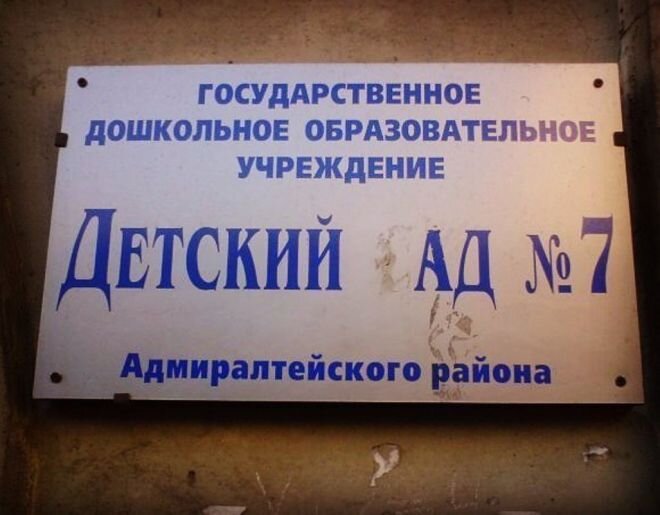 ГОСУДАРСТВЕННОЕ
ДОШКОЛЬНОЕ ОБРАЗОВАТЕЛЬНОЕ
УЧРЕЖДЕНИЕ
ДЕТСКИЙ АД №7
Адмиралтейского района